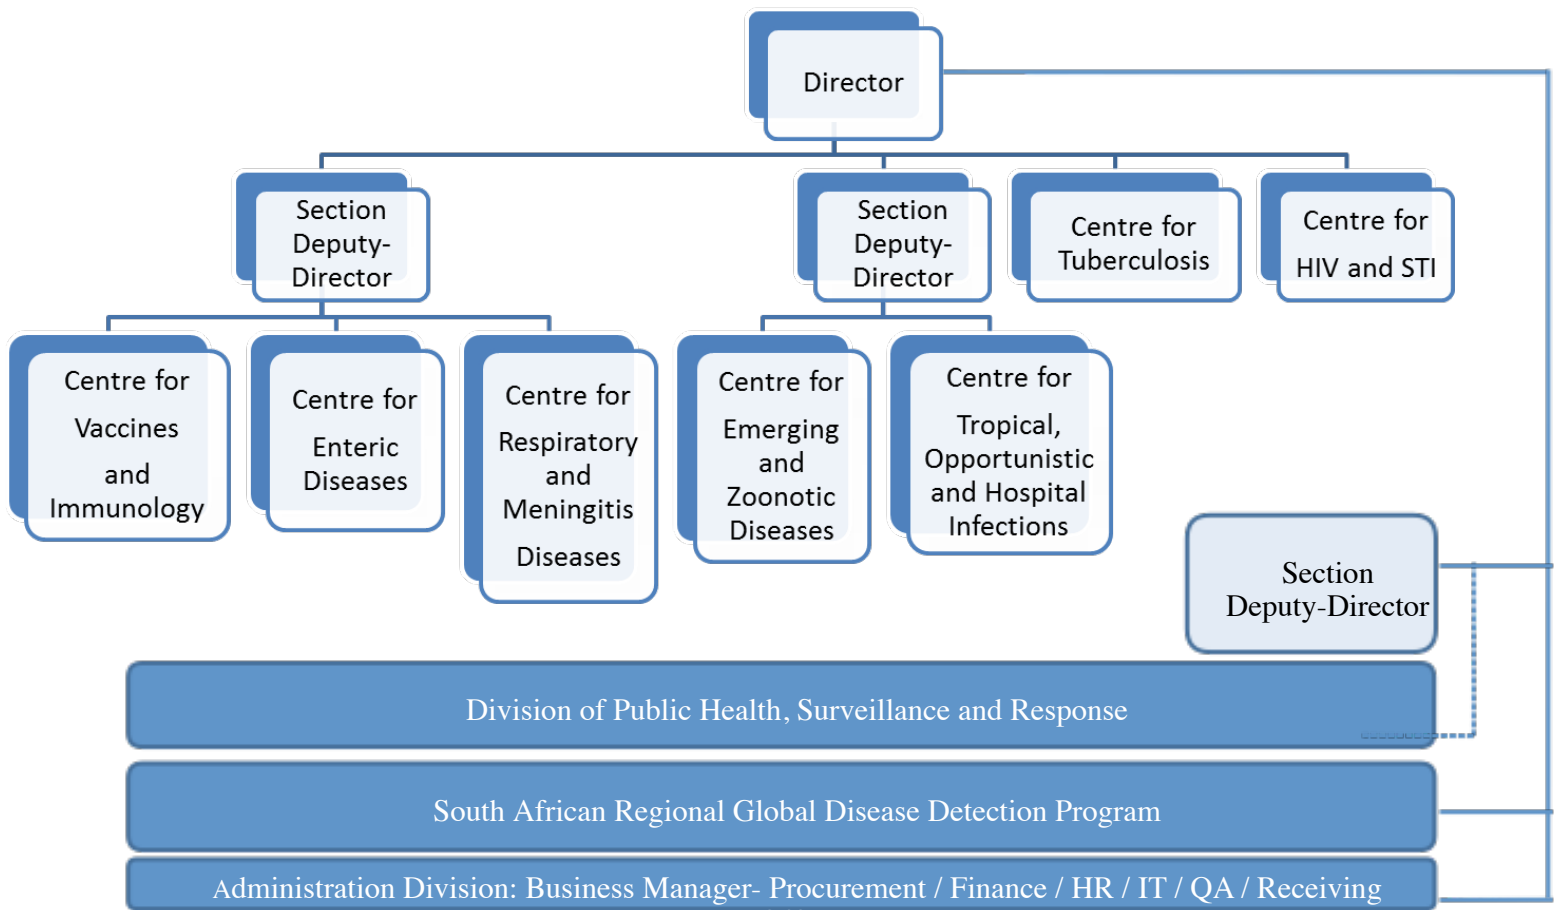 Director
Section
Deputy-
Director
Section
Deputy-
Director
Centre for
Tuberculosis
Centre for
HIV and STI
Centre for
Vaccines
and
Immunology
Centre for
Enteric
Diseases
Centre for
Respiratory
and
Meningitis
Diseases
Centre for
Emerging
and
Zoonotic
Diseases
Centre for
Tropical,
Opportunistic
and Hospital
Infections
Section
Deputy-Director
Division of Public Health, Surveillance and Response
South African Regional Global Disease Detection Program
Administration Division: Business Manager- Procurement / Finance / HR / IT / QA / Receiving